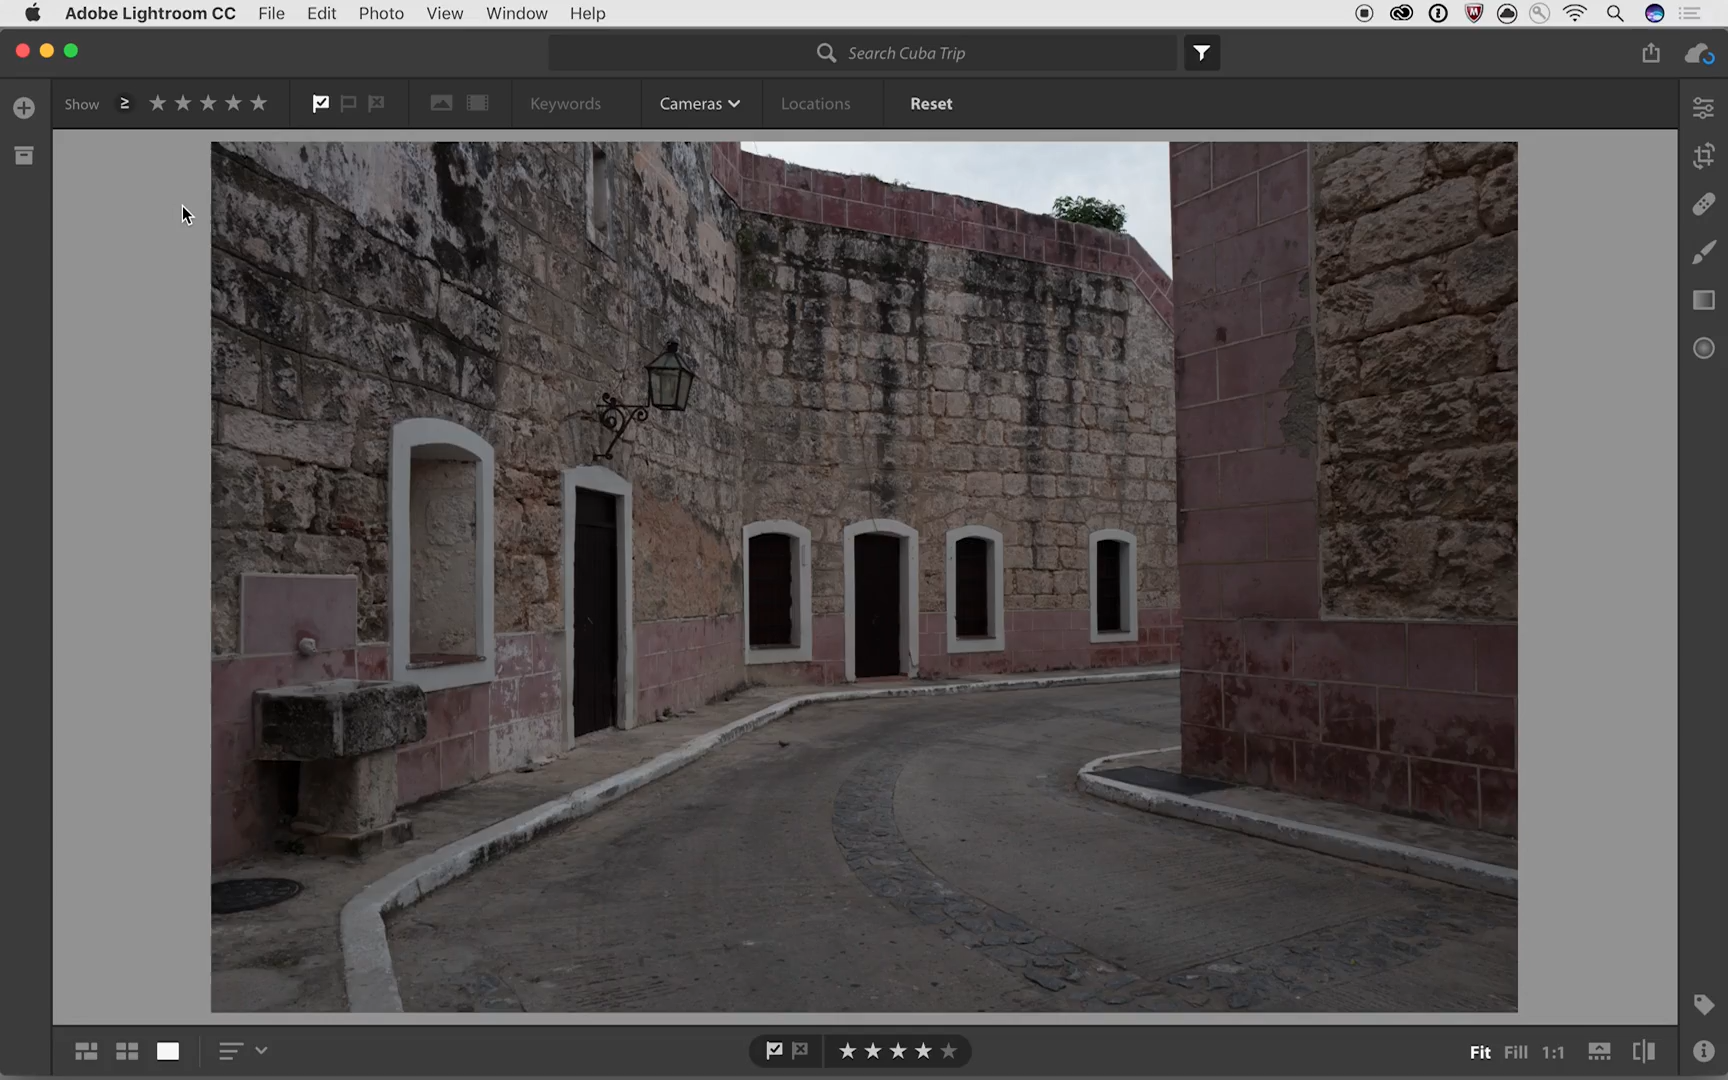 Adobe Lightroom CC File Edit Photo View Window Help
Search Cuba Trip
Show ≥ Keywords Cameras Locations Reset
Fit Fill 1:1